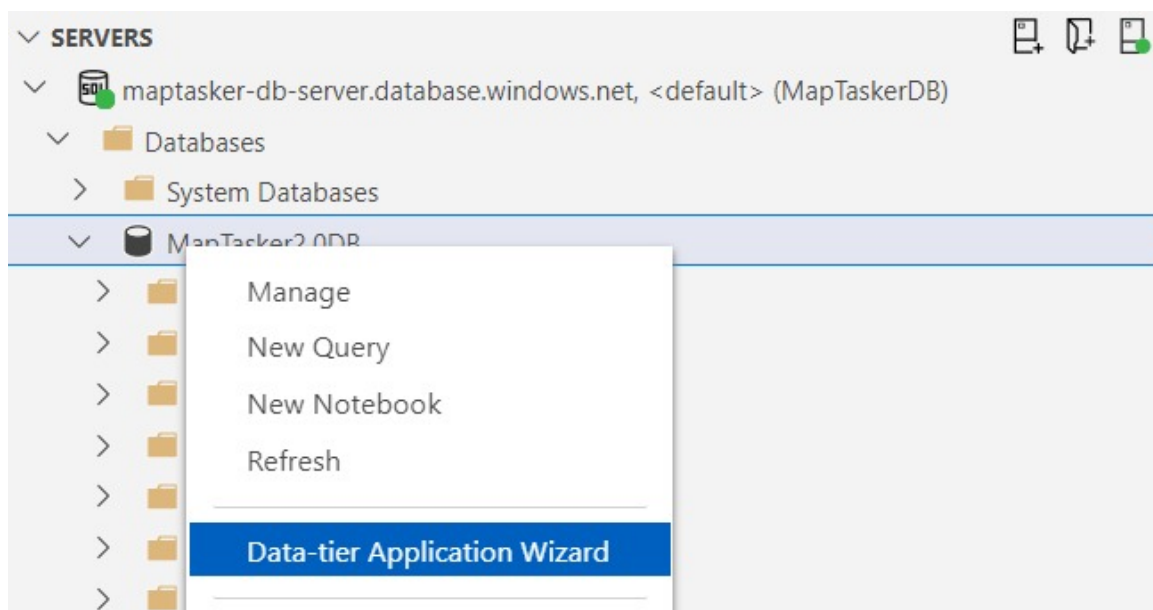 SERVERS
SQL maptasker-db-server.database.windows.net, <default> (MapTaskerDB)
Databases
System Databases
MapTasker2.0DB
Manage
New Query
New Notebook
Refresh
Data-tier Application Wizard